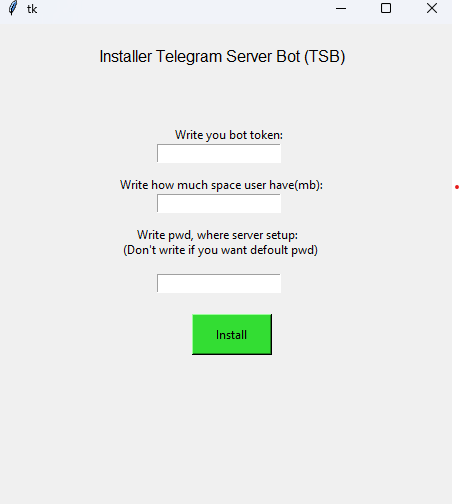 tk
Installer Telegram Server Bot (TSB)
Write you bot token:
Write how much space user have(mb):
Write pwd, where server setup:
(Don't write if you want defoult pwd)
Install